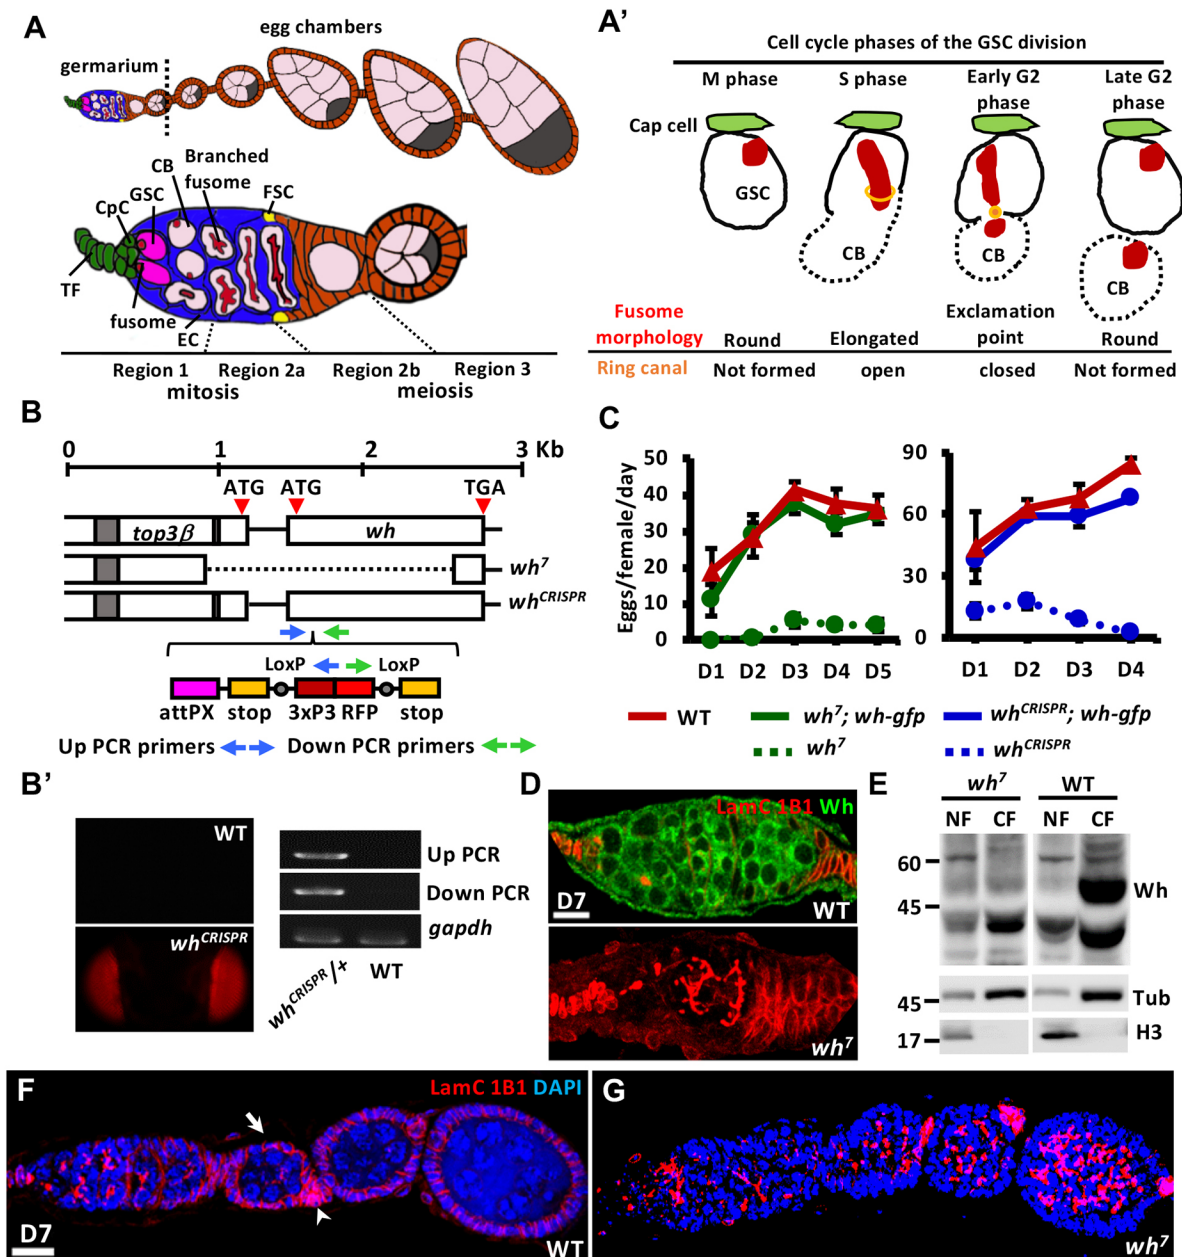 A
egg chambers
germarium
CB
Branched
fusome
GSC
CpC
FSC
TF
fusome
EC
Region 1
Region 2a
Region 2b
Region 3
mitosis
meiosis
A’
Cell cycle phases of the GSC division
M phase
S phase
Early G2
phase
Late G2
phase
Cap cell
GSC
CB
CB
CB
Fusome
morphology
Round
Elongated
Exclamation
point
Round
Ring canal
Not formed
open
closed
Not formed
B
0
1
2
3 Kb
ATG
ATG
TGA
top3β
wh
wh7
whCRISPR
LoxP
LoxP
attPX
stop
3xP3
RFP
stop
Up PCR primers
Down PCR primers
C
Eggs/female/day
50
40
30
20
10
0
D1 D2 D3 D4 D5
90
60
30
0
D1 D2 D3 D4
WT
wh7; wh-gfp
whCRISPR; wh-gfp
wh7
whCRISPR
B’
WT
whCRISPR
Up PCR
Down PCR
gapdh
whCRISPR/+
WT
D
LamC 1B1 Wh
D7
WT
wh7
E
wh7
WT
NF CF NF CF
60
45
Wh
45
Tub
17
H3
F
LamC 1B1 DAPI
D7
WT
G
wh7